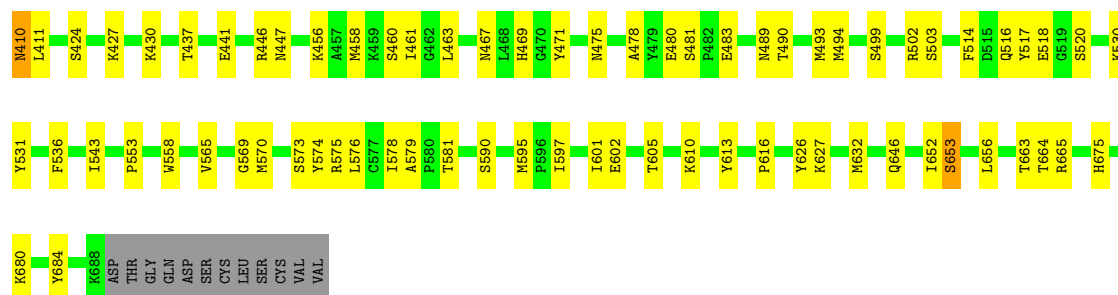 N410 L411 S424 K427 K430 T437 E441 R446 N447 K456 A457 M458 K459 S460 I461 G462 L463 N467 L468 H469 G470 Y471 N475 A478 Y479 E480 S481 P482 E483 N489 T490 M493 M494 S499 R502 S503 F514 D515 Q516 Y517 E518 G519 S520 K530
Y531 F536 I543 P553 W558 V565 G569 M570 S573 Y574 R575 L576 C577 I578 A579 P580 T581 S590 M595 P596 I597 I601 E602 T605 K610 Y613 P616 Y626 K627 M632 Q646 I652 S653 L656 T663 T664 R665 H675
K680 Y684 K688 ASP THR GLY GLN ASP SER CYS LEU SER CYS VAL VAL